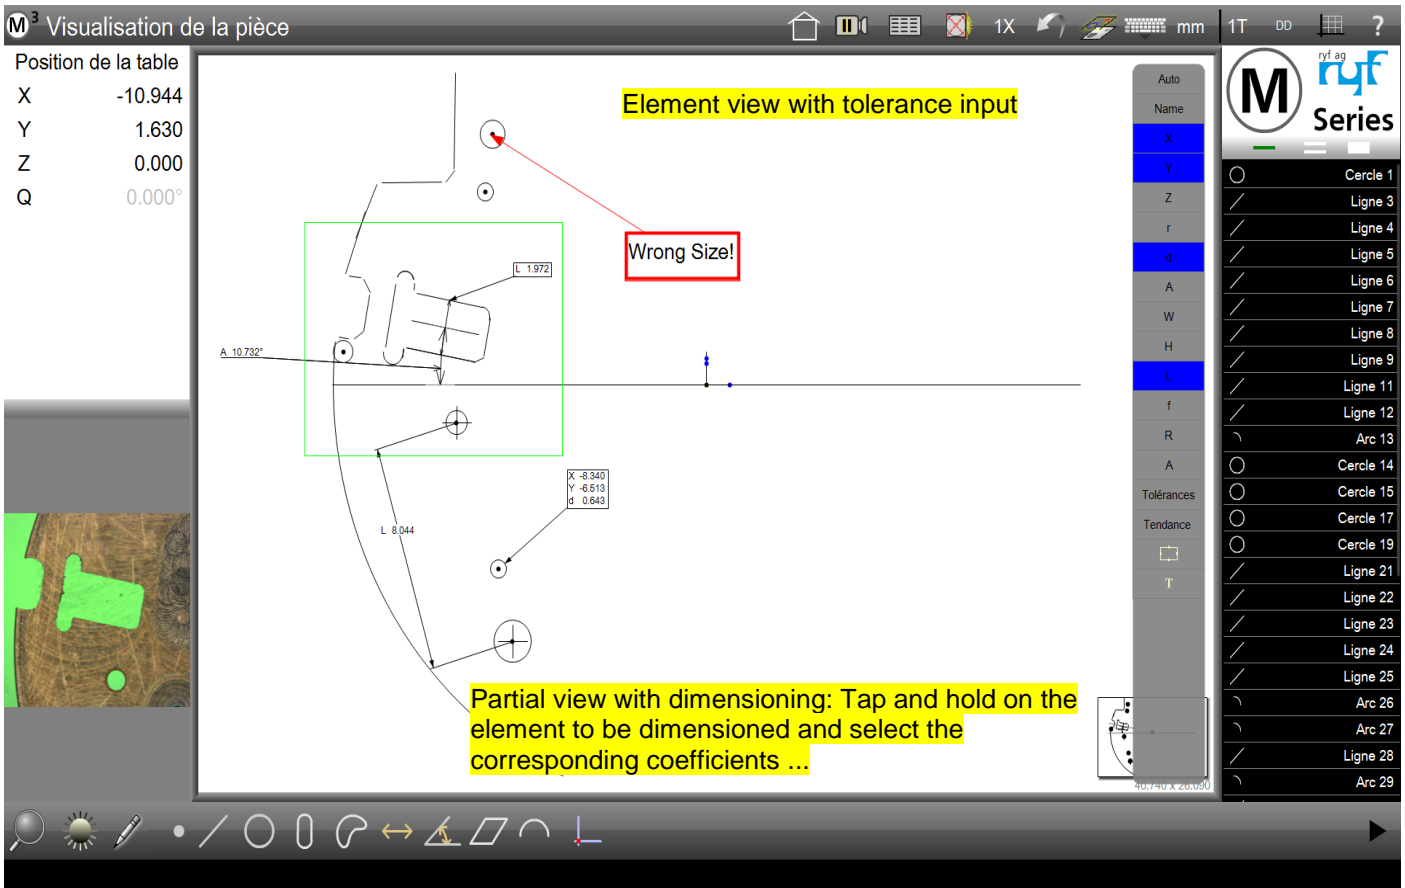 M³ Visualisation de la pièce
1X
mm
1T
DD
?
Position de la table
X -10.944
Y 1.630
Z 0.000
Q 0.000°
Element view with tolerance input
Wrong Size!
L 1.972
A 10.732°
X -8.340
Y -6.513
d 0.643
L 8.044
Partial view with dimensioning: Tap and hold on the
element to be dimensioned and select the
corresponding coefficients ...
Auto
Name
X
Y
Z
r
d
A
W
H
L
f
R
A
Tolérances
Tendance
T
40.740 x 26.090
M
ryf ag
ryf
Series
Cercle 1
Ligne 3
Ligne 4
Ligne 5
Ligne 6
Ligne 7
Ligne 8
Ligne 9
Ligne 11
Ligne 12
Arc 13
Cercle 14
Cercle 15
Cercle 17
Cercle 19
Ligne 21
Ligne 22
Ligne 23
Ligne 24
Ligne 25
Arc 26
Arc 27
Ligne 28
Arc 29